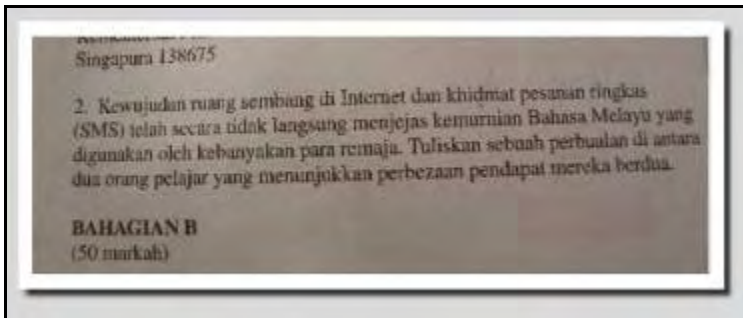 Singapura 138675
2. Kewujudan ruang sembang di Internet dan khidmat pesanan ringkas
(SMS) telah secara tidak langsung menjejas kemurnian Bahasa Melayu yang
digunakan oleh kebanyakan para remaja. Tuliskan sebuah perbualan di antara
dua orang pelajar yang menunjukkan perbezaan pendapat mereka berdua.
BAHAGIAN B
(50 markah)